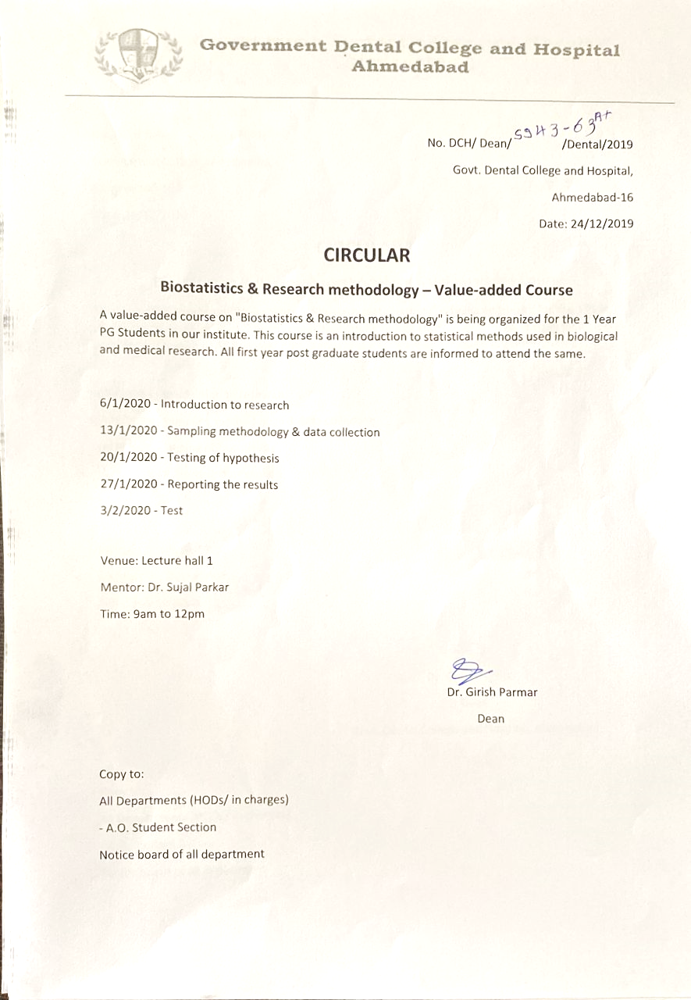 Government Dental College and Hospital
Ahmedabad
No. DCH/ Dean/5943-63 /Dental/2019
Govt. Dental College and Hospital,
Ahmedabad-16
Date: 24/12/2019
CIRCULAR
Biostatistics & Research methodology – Value-added Course
A value-added course on "Biostatistics & Research methodology" is being organized for the 1 Year
PG Students in our institute. This course is an introduction to statistical methods used in biological
and medical research. All first year post graduate students are informed to attend the same.
6/1/2020 - Introduction to research
13/1/2020 - Sampling methodology & data collection
20/1/2020 - Testing of hypothesis
27/1/2020 - Reporting the results
3/2/2020 - Test
Venue: Lecture hall 1
Mentor: Dr. Sujal Parkar
Time: 9am to 12pm
Dr. Girish Parmar
Dean
Copy to:
All Departments (HODs/ in charges)
- A.O. Student Section
Notice board of all department